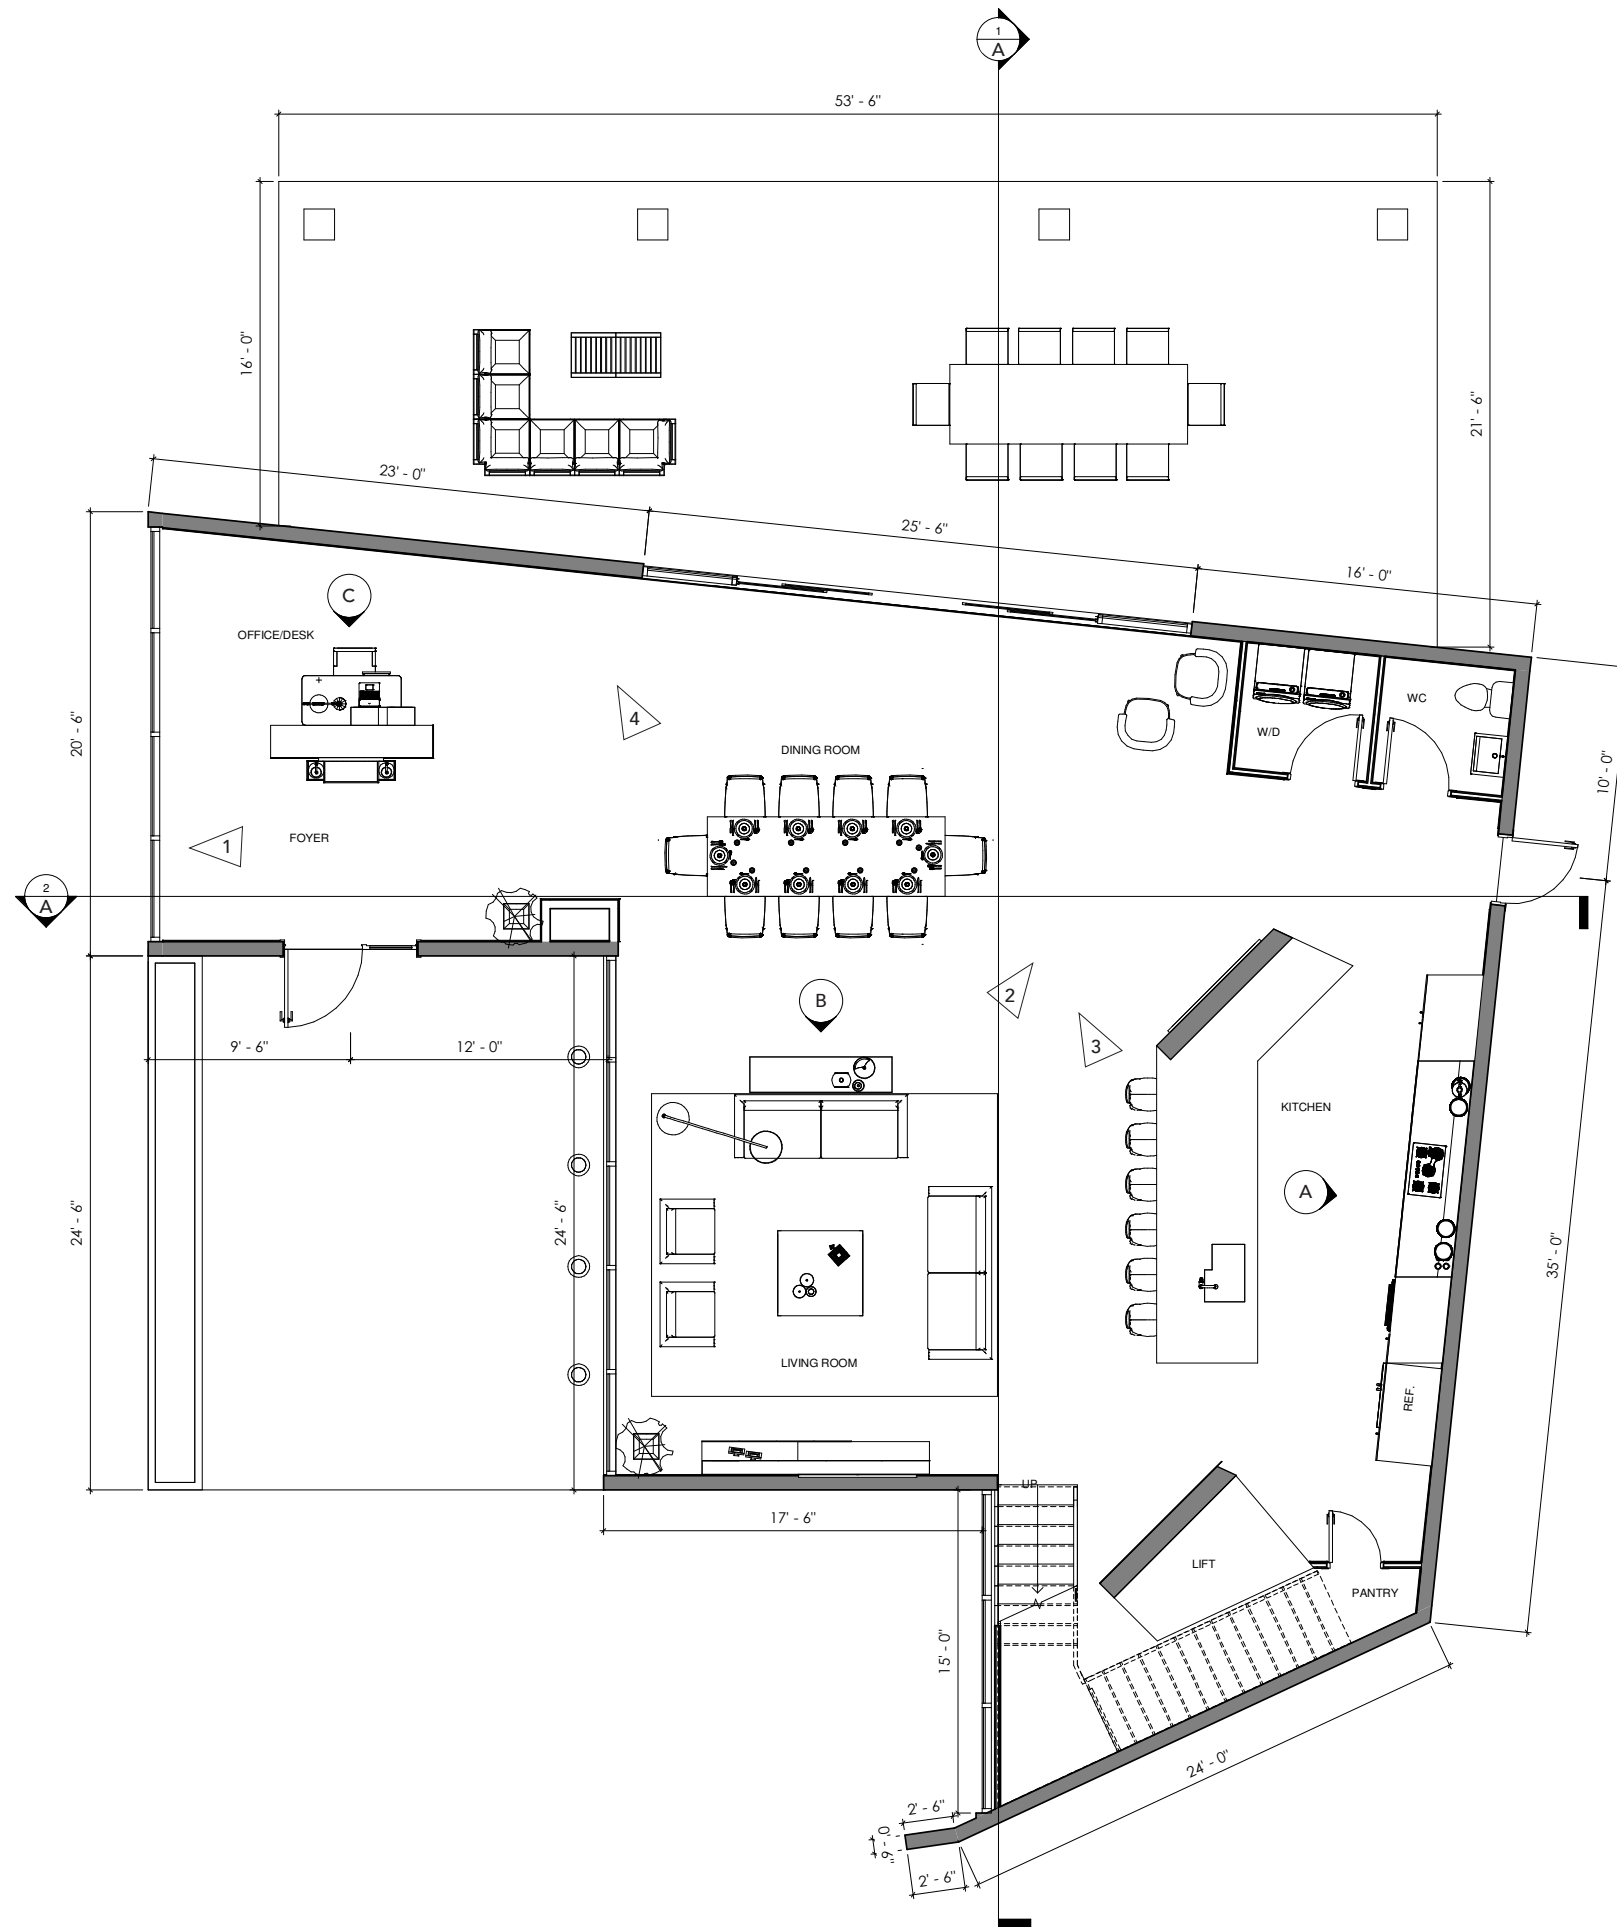 1
A
53' - 6"
16' - 0"
21' - 6"
23' - 0"
25' - 6"
16' - 0"
C
OFFICE/DESK
WC
W/D
4
20' - 6"
DINING ROOM
10' - 0"
1
FOYER
2
A
2
B
3
9' - 6"
12' - 0"
KITCHEN
A
24' - 6"
24' - 6"
35' - 0"
LIVING ROOM
REF.
UP
17' - 6"
LIFT
PANTRY
15' - 0"
24' - 0"
2' - 6"
0' - 9"
2' - 6"